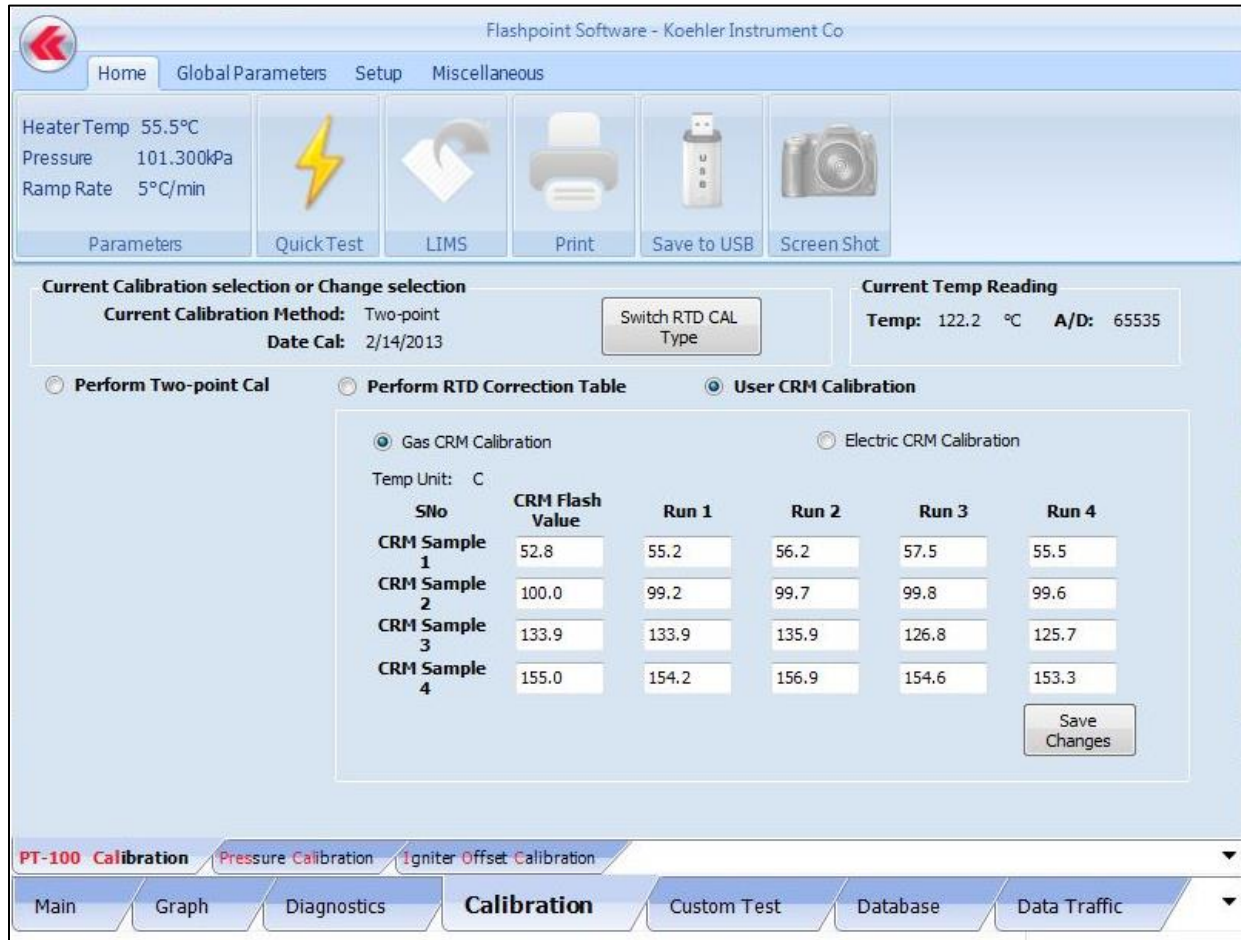 Flashpoint Software - Koehler Instrument Co
Home Global Parameters Setup Miscellaneous
Heater Temp 55.5°C
Pressure 101.300kPa
Ramp Rate 5°C/min
Parameters Quick Test LIMS Print Save to USB Screen Shot
USB
Current Calibration selection or Change selection
Current Calibration Method: Two-point
Date Cal: 2/14/2013
Switch RTD CAL
Type
Current Temp Reading
Temp: 122.2 °C A/D: 65535
Perform Two-point Cal Perform RTD Correction Table User CRM Calibration
Gas CRM Calibration Electric CRM Calibration
Temp Unit: C
SNo CRM Flash Value Run 1 Run 2 Run 3 Run 4
CRM Sample 1 52.8 55.2 56.2 57.5 55.5
CRM Sample 2 100.0 99.2 99.7 99.8 99.6
CRM Sample 3 133.9 133.9 135.9 126.8 125.7
CRM Sample 4 155.0 154.2 156.9 154.6 153.3
Save
Changes
PT-100 Calibration Pressure Calibration Igniter Offset Calibration
Main Graph Diagnostics Calibration Custom Test Database Data Traffic